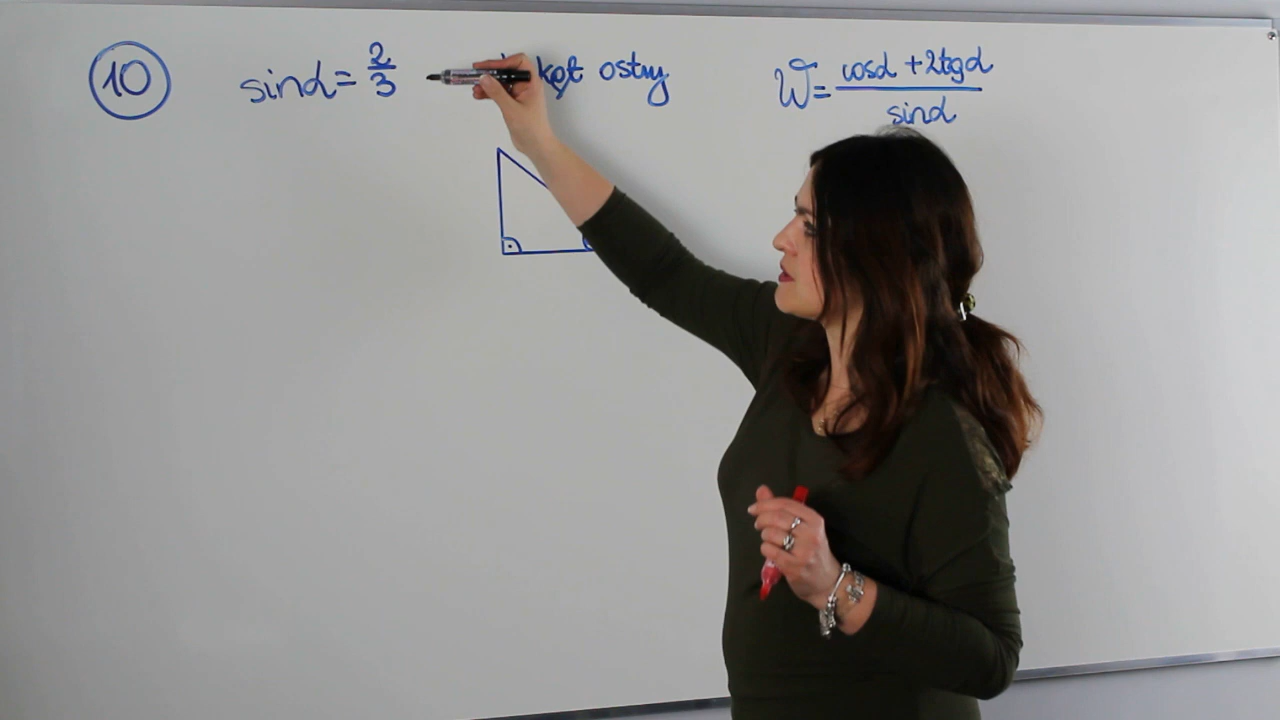 10 sinα = 2/3 kąt ostry W = (cosα + 2tgα)/sinα